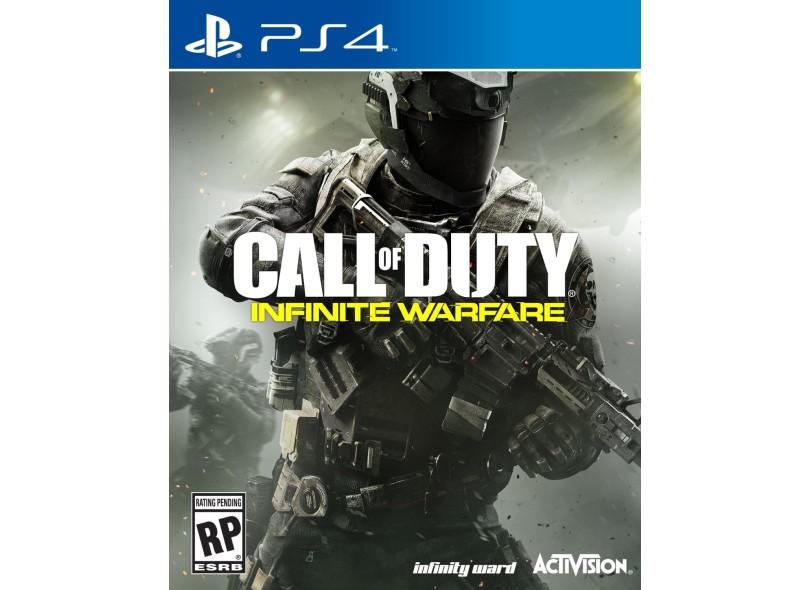 PS4
CALL OF DUTY®
INFINITE WARFARE
RATING PENDING
RP
ESRB
infinity ward
ACTIVISION